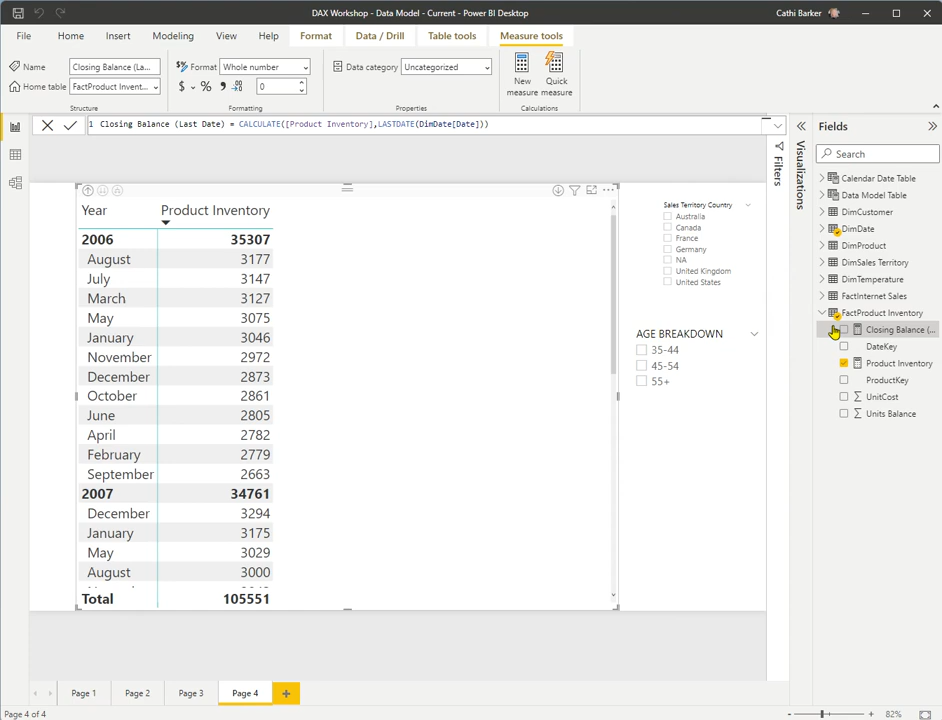 DAX Workshop - Data Model - Current - Power BI Desktop
Cathi Barker
File Home Insert Modeling View Help Format Data / Drill Table tools Measure tools
Name Closing Balance (La...
Home table FactProduct Invent...
Structure
Format Whole number
$ % 0
Formatting
Data category Uncategorized
Properties
New measure
Quick measure
Calculations
1 Closing Balance (Last Date) = CALCULATE([Product Inventory],LASTDATE(DimDate[Date]))
Year Product Inventory
2006 35307
August 3177
July 3147
March 3127
May 3075
January 3046
November 2972
December 2873
October 2861
June 2805
April 2782
February 2779
September 2663
2007 34761
December 3294
January 3175
May 3029
August 3000
Total 105551
Sales Territory Country
Australia
Canada
France
Germany
NA
United Kingdom
United States
AGE BREAKDOWN
35-44
45-54
55+
Filters
Visualizations
Fields
Search
Calendar Date Table
Data Model Table
DimCustomer
DimDate
DimProduct
DimSales Territory
DimTemperature
FactInternet Sales
FactProduct Inventory
Closing Balance (...
DateKey
Product Inventory
ProductKey
UnitCost
Units Balance
Page 1 Page 2 Page 3 Page 4 +
Page 4 of 4
- + 82%